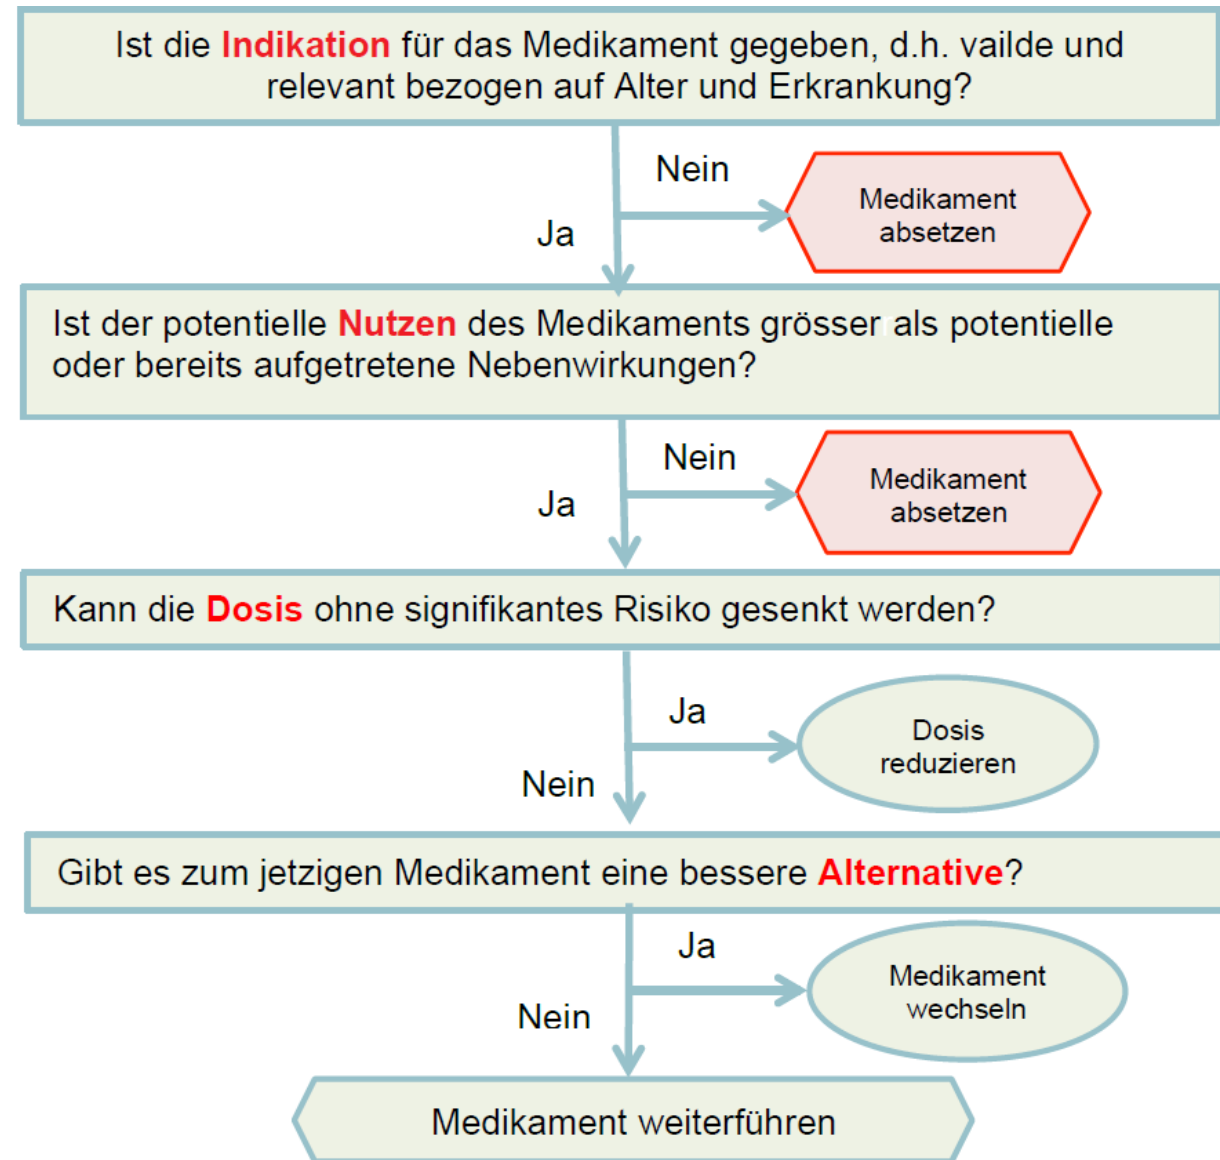 Ist die Indikation für das Medikament gegeben, d.h. vailde und
relevant bezogen auf Alter und Erkrankung?
Nein
Medikament
absetzen
Ja
Ist der potentielle Nutzen des Medikaments grösser als potentielle
oder bereits aufgetretene Nebenwirkungen?
Nein
Medikament
absetzen
Ja
Kann die Dosis ohne signifikantes Risiko gesenkt werden?
Ja
Dosis
reduzieren
Nein
Gibt es zum jetzigen Medikament eine bessere Alternative?
Ja
Medikament
wechseln
Nein
Medikament weiterführen